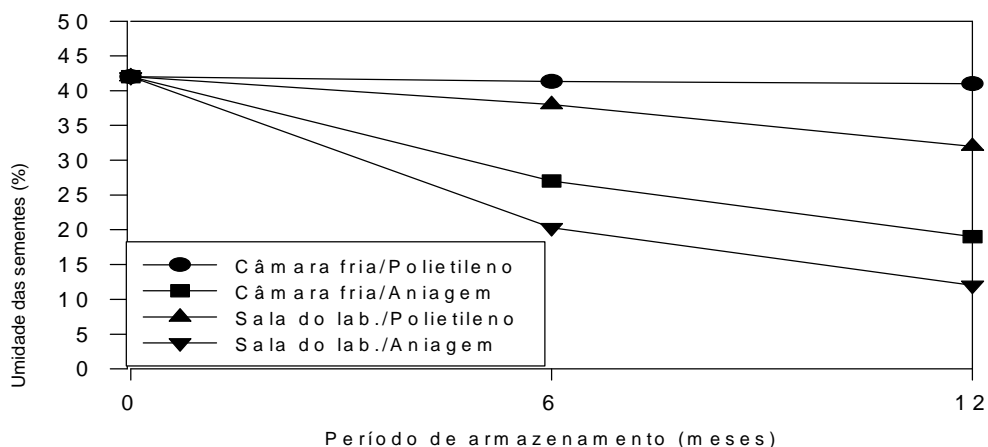 50
45
40
35
30
25
20
15
10
5
0
Umidade das sementes (%)
Câmara fria/Polietileno
Câmara fria/Aniagem
Sala do lab./Polietileno
Sala do lab./Aniagem
0 6 12
Período de armazenamento (meses)